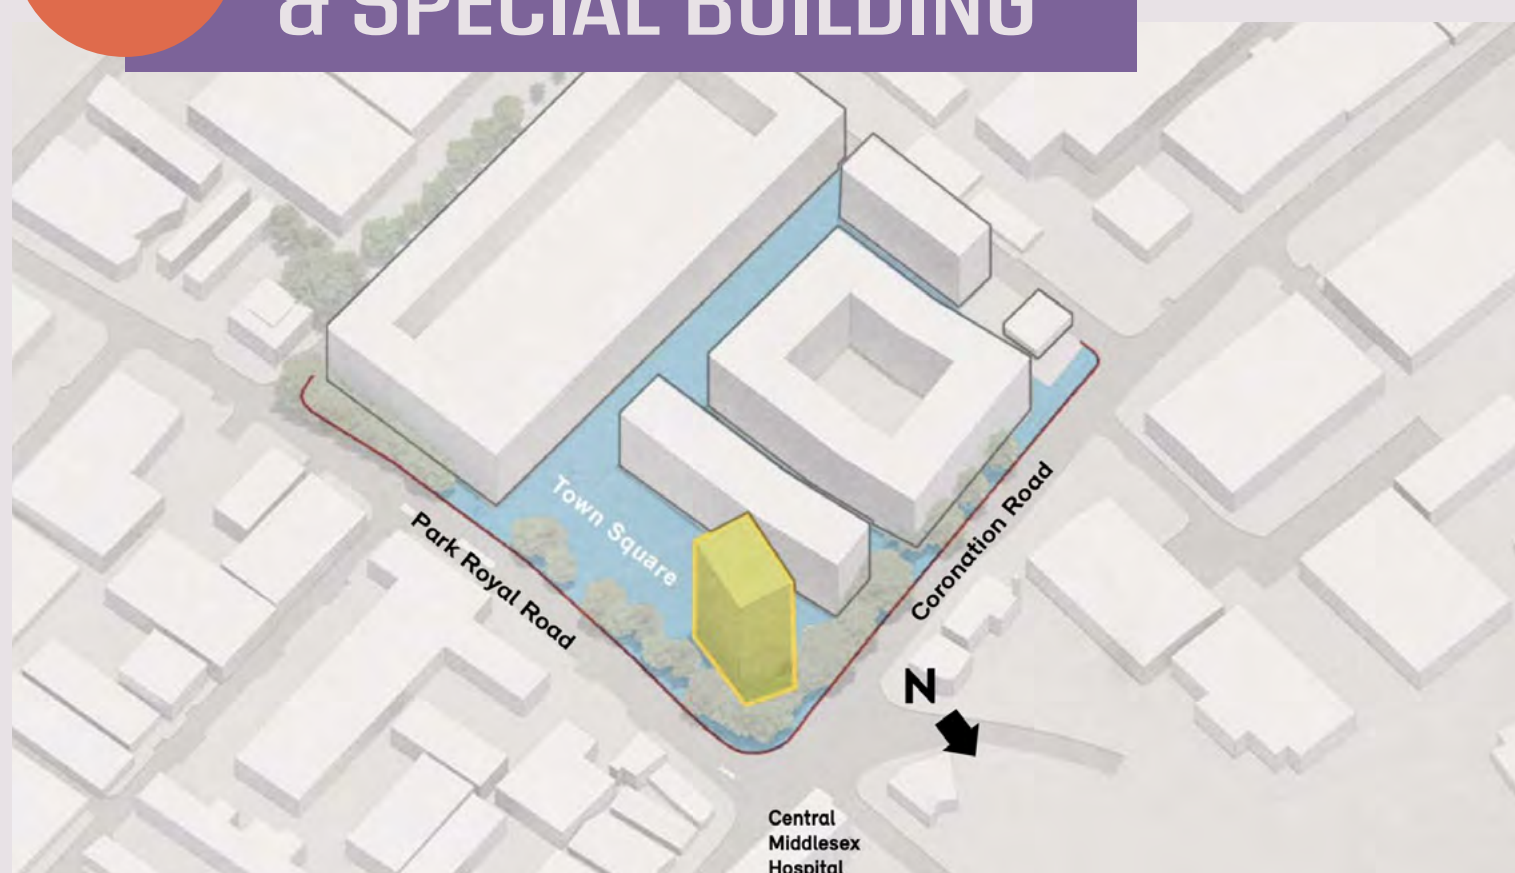 & SPECIAL BUILDING
Town Square
Park Royal Road
Coronation Road
N
Central
Middlesex
Hospital